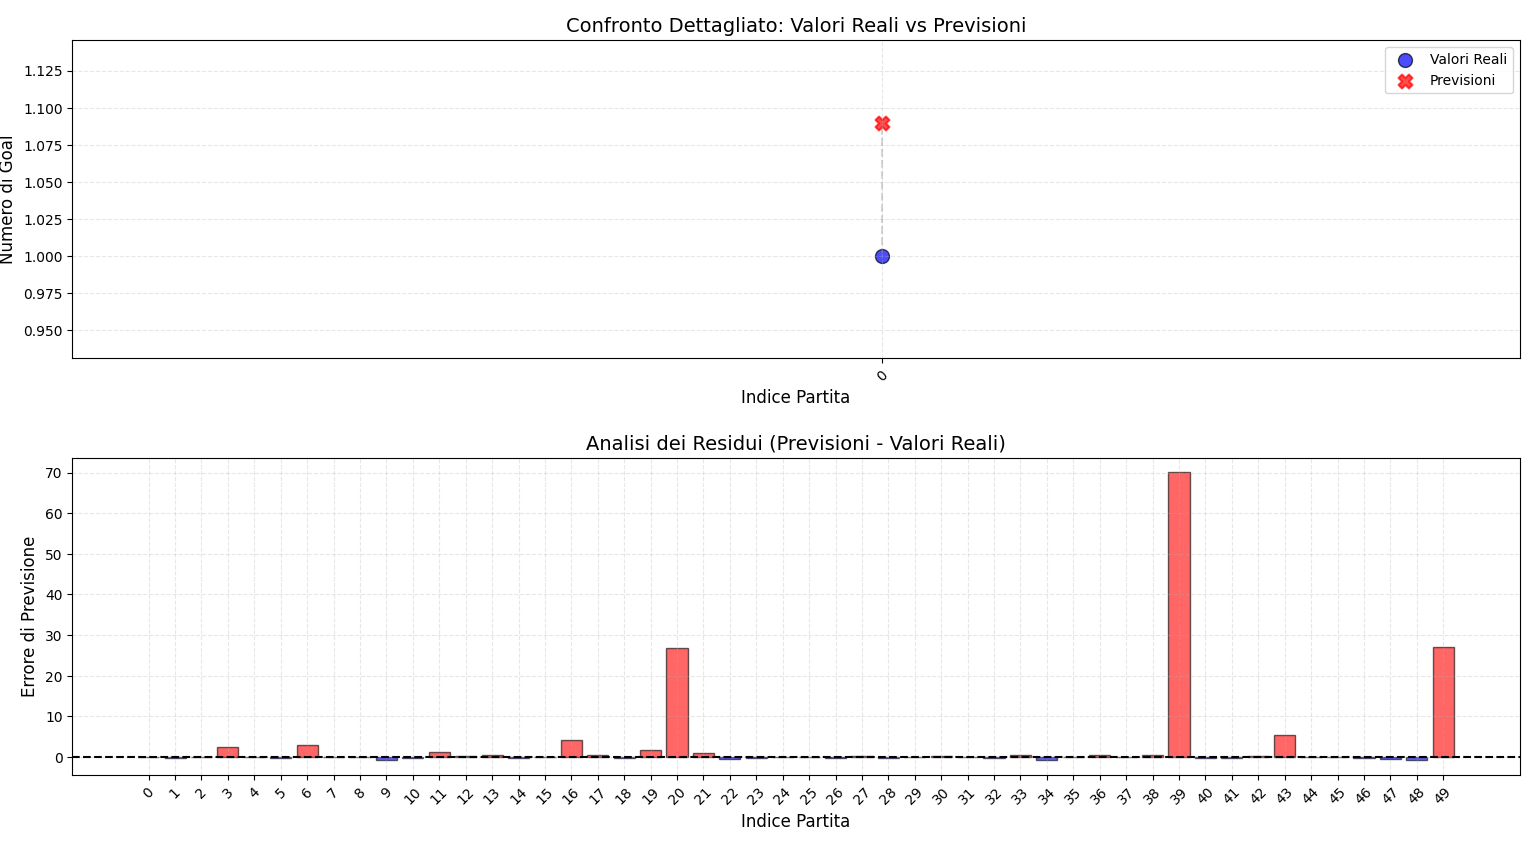 Confronto Dettagliato: Valori Reali vs Previsioni
Valori Reali
Previsioni
1.125
1.100
1.075
1.050
1.025
1.000
0.975
0.950
Numero di Goal
0
Indice Partita
Analisi dei Residui (Previsioni - Valori Reali)
70
60
50
40
30
20
10
0
Errore di Previsione
0 1 2 3 4 5 6 7 8 9 10 11 12 13 14 15 16 17 18 19 20 21 22 23 24 25 26 27 28 29 30 31 32 33 34 35 36 37 38 39 40 41 42 43 44 45 46 47 48 49
Indice Partita